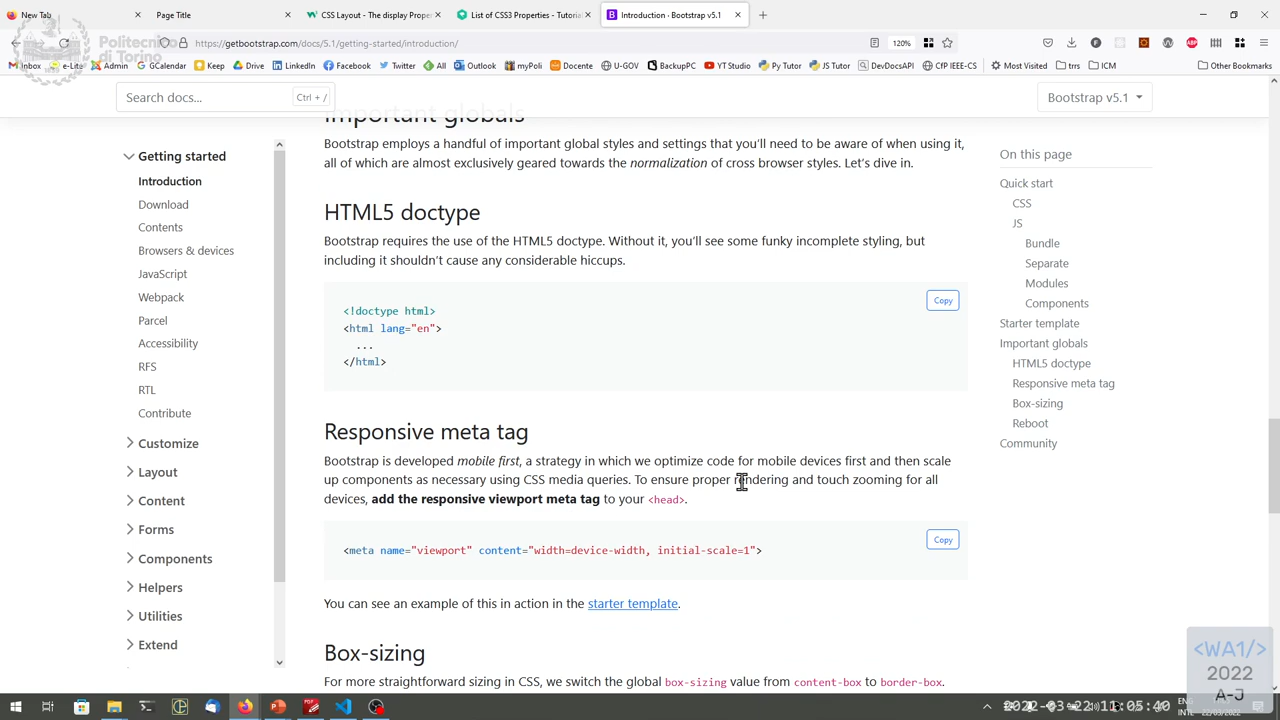 New Tab
Page Title
CSS Layout - The display Proper
List of CSS3 Properties - Tutorial
Introduction · Bootstrap v5.1
https://getbootstrap.com/docs/5.1/getting-started/introduction/
120%
Politecnico
di Torino
Inbox
e-Lite
Admin
GCalendar
Keep
Drive
LinkedIn
Facebook
Twitter
All
Outlook
myPoli
Docente
U-GOV
BackupPC
YT Studio
Py Tutor
JS Tutor
DevDocsAPI
CfP IEEE-CS
Most Visited
trrs
ICM
Other Bookmarks
Search docs...
Ctrl + /
Bootstrap v5.1
Getting started
Introduction
Download
Contents
Browsers & devices
JavaScript
Webpack
Parcel
Accessibility
RFS
RTL
Contribute
Customize
Layout
Content
Forms
Components
Helpers
Utilities
Extend
Important globals
Bootstrap employs a handful of important global styles and settings that you'll need to be aware of when using it,
all of which are almost exclusively geared towards the normalization of cross browser styles. Let's dive in.
HTML5 doctype
Bootstrap requires the use of the HTML5 doctype. Without it, you'll see some funky incomplete styling, but
including it shouldn't cause any considerable hiccups.
Copy
<!doctype html>
<html lang="en">
...
</html>
Responsive meta tag
Bootstrap is developed mobile first, a strategy in which we optimize code for mobile devices first and then scale
up components as necessary using CSS media queries. To ensure proper rendering and touch zooming for all
devices, add the responsive viewport meta tag to your <head>.
Copy
<meta name="viewport" content="width=device-width, initial-scale=1">
You can see an example of this in action in the starter template.
Box-sizing
For more straightforward sizing in CSS, we switch the global box-sizing value from content-box to border-box.
On this page
Quick start
CSS
JS
Bundle
Separate
Modules
Components
Starter template
Important globals
HTML5 doctype
Responsive meta tag
Box-sizing
Reboot
Community
<WA1/>
2022
A-J
2022-03-22 11:05:40
ENG
INTL